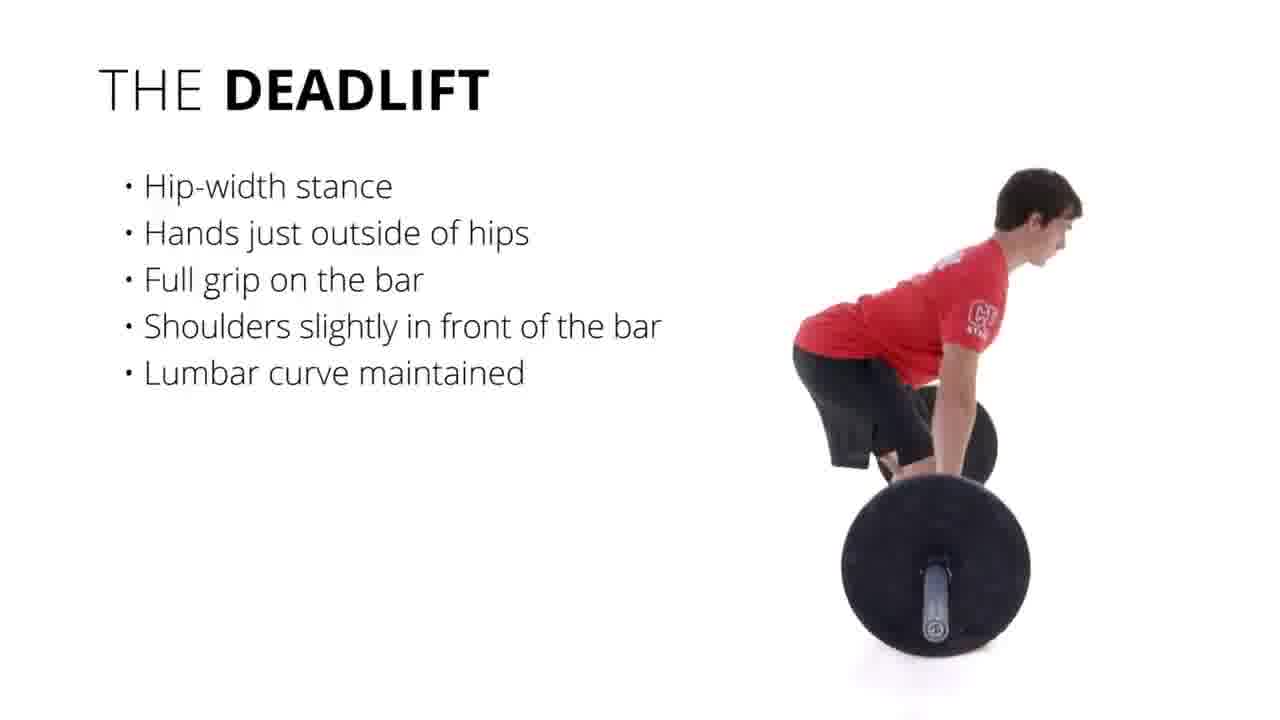 THE DEADLIFT
• Hip-width stance
• Hands just outside of hips
• Full grip on the bar
• Shoulders slightly in front of the bar
• Lumbar curve maintained